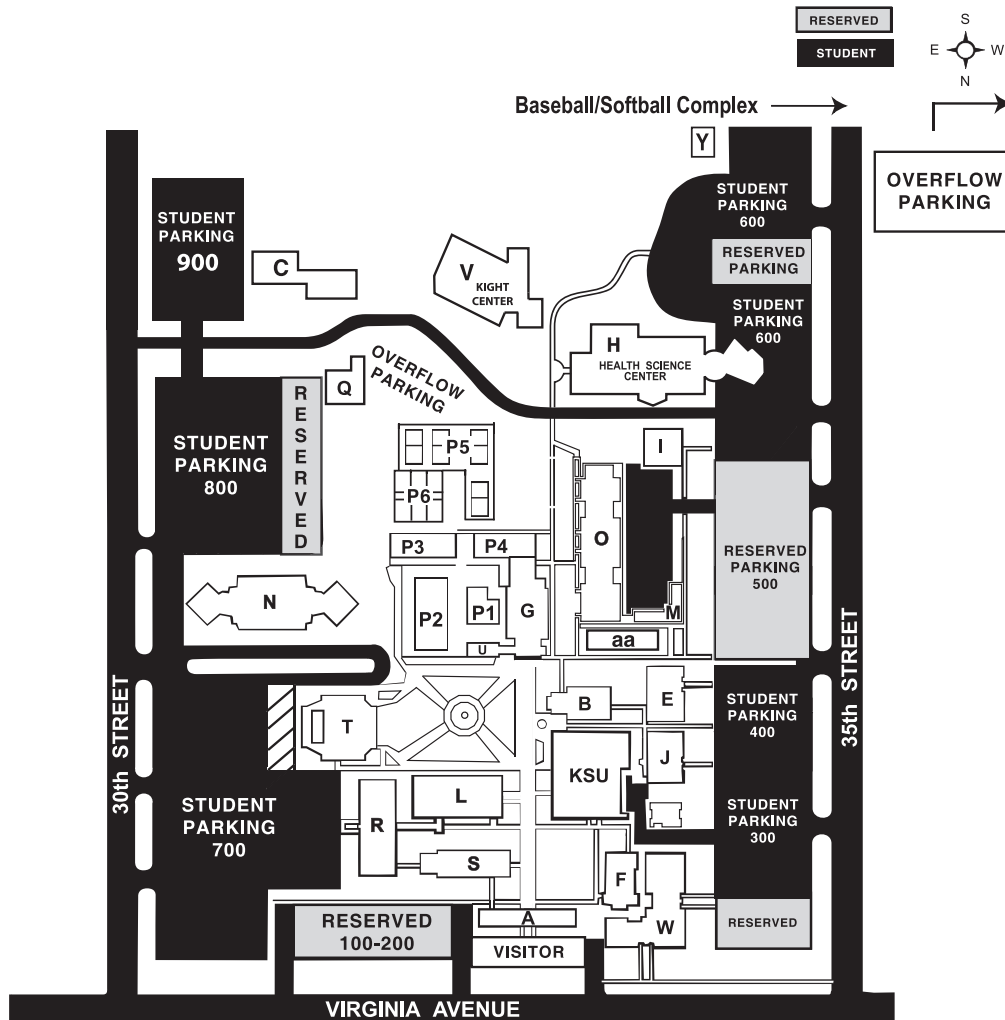 RESERVED
STUDENT
S
E
W
N
Baseball/Softball Complex
OVERFLOW
PARKING
Y
STUDENT
PARKING
600
RESERVED
PARKING
STUDENT
PARKING
600
STUDENT
PARKING
900
C
V
KIGHT
CENTER
H
HEALTH SCIENCE
CENTER
OVERFLOW
PARKING
Q
RESERVED
STUDENT
PARKING
800
P5
P6
I
P3
P4
O
RESERVED
PARKING
500
N
P2
P1
G
M
U
aa
B
E
STUDENT
PARKING
400
T
KSU
J
30th STREET
35th STREET
STUDENT
PARKING
700
R
L
STUDENT
PARKING
300
S
F
W
RESERVED
100-200
A
VISITOR
RESERVED
VIRGINIA AVENUE